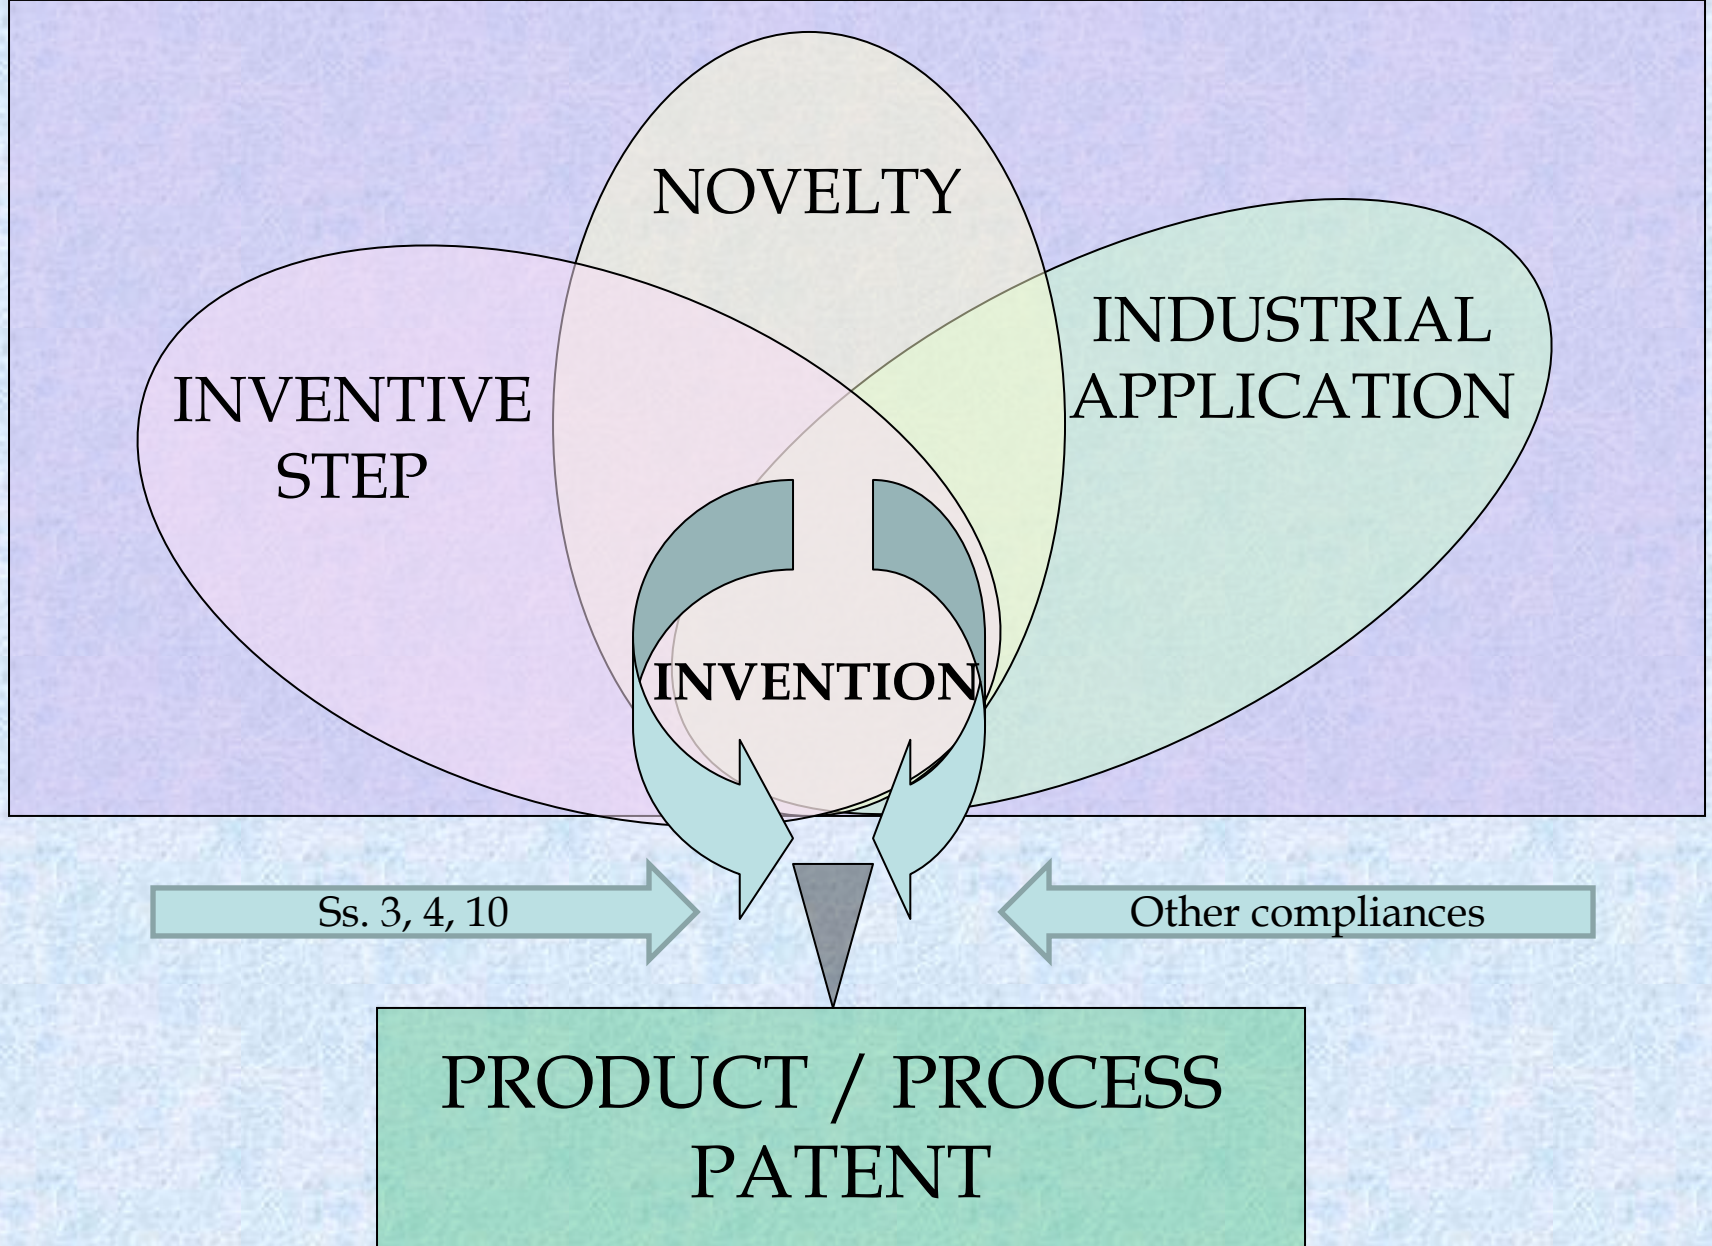 NOVELTY
INDUSTRIAL
APPLICATION
INVENTIVE
STEP
INVENTION
Ss. 3, 4, 10
Other compliances
PRODUCT / PROCESS
PATENT